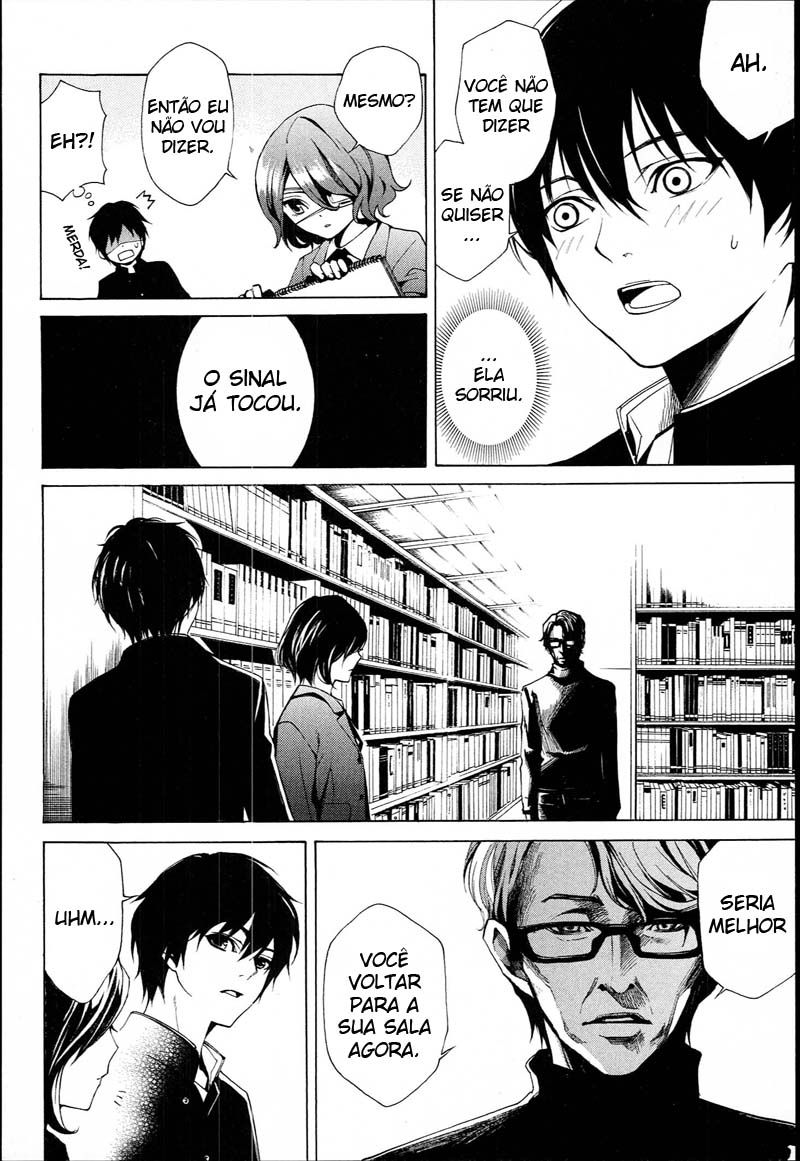 AH.
VOCÊ NÃO
TEM QUE
DIZER
SE NÃO
QUISER
...
...
ELA
SORRIU.
MESMO?
ENTÃO EU
NÃO VOU
DIZER.
EH?!
MERDA!
O SINAL
JÁ TOCOU.
SERIA
MELHOR
VOCÊ
VOLTAR
PARA A
SUA SALA
AGORA.
UHM...